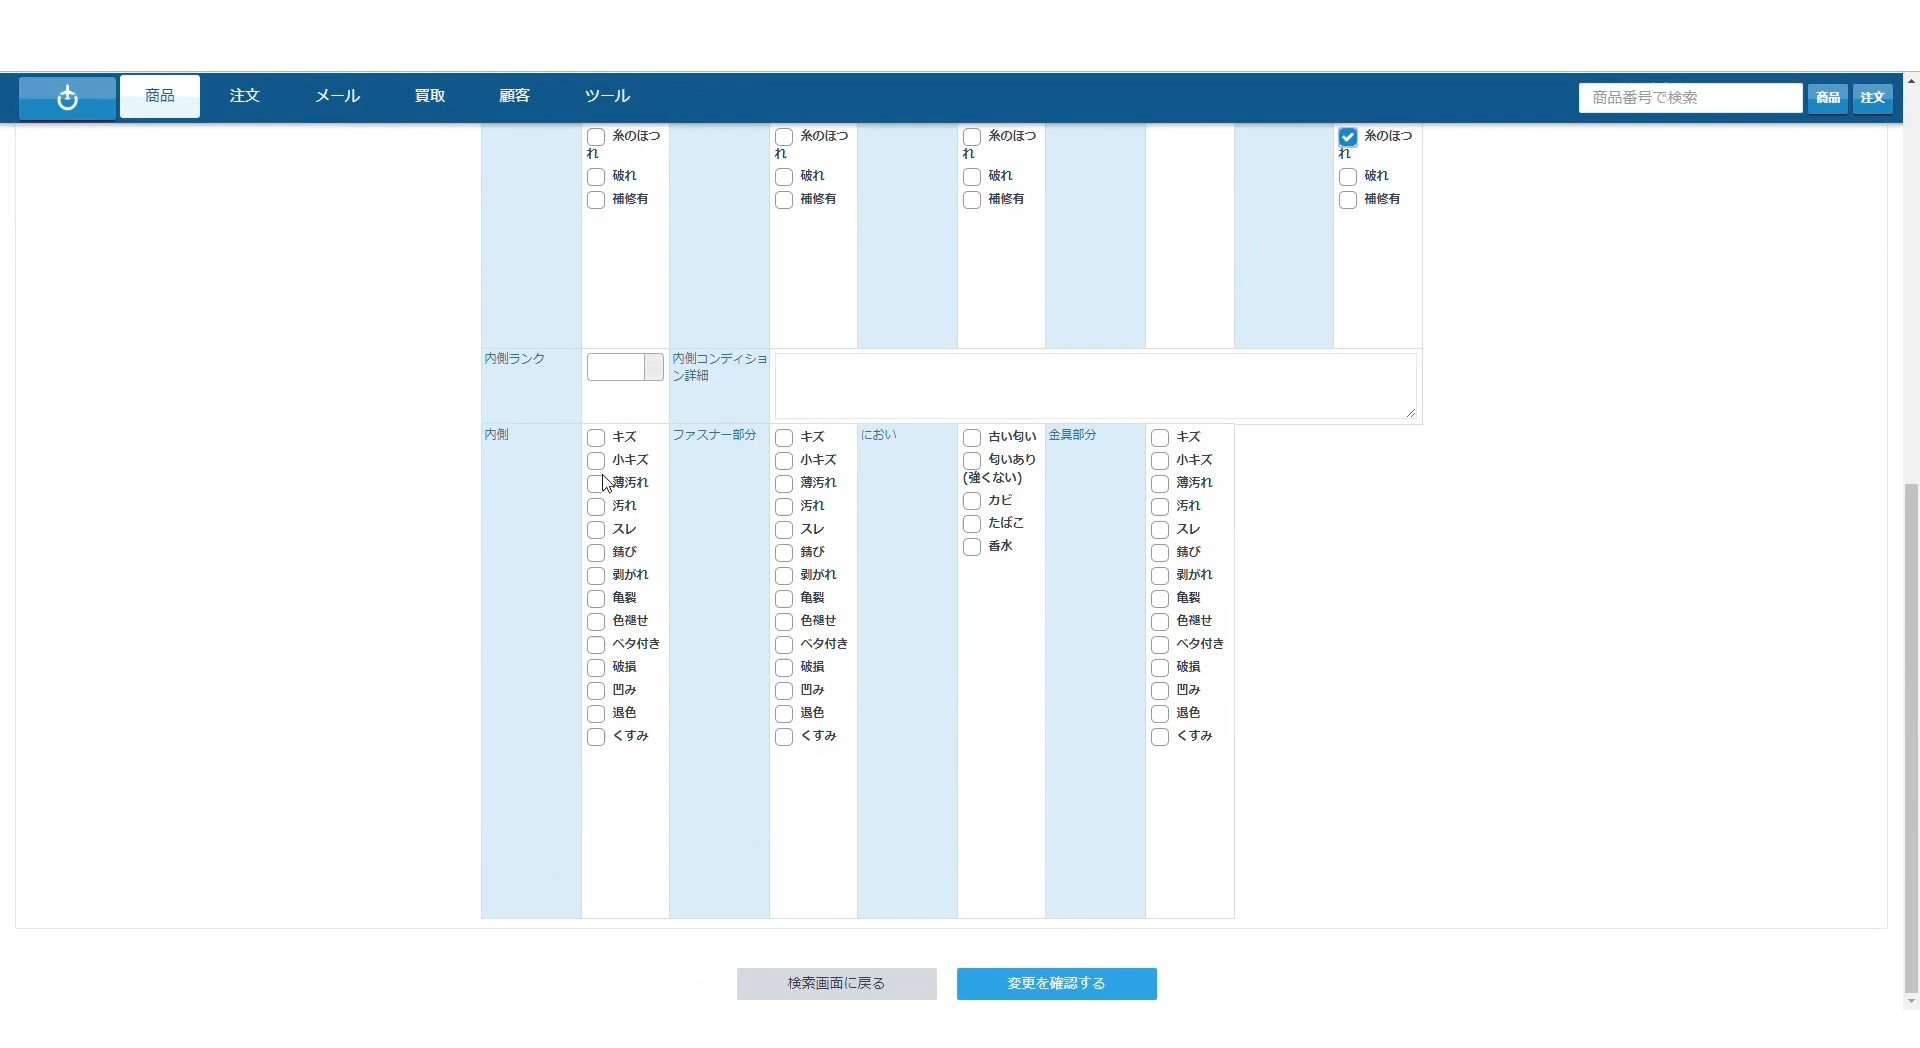 商品
注文
メール
買取
顧客
ツール
商品番号で検索
商品
注文
糸のほつ
れ
破れ
補修有
糸のほつ
れ
破れ
補修有
糸のほつ
れ
破れ
補修有
糸のほつ
れ
破れ
補修有
内側ランク
内側コンディショ
ン詳細
内側
キズ
小キズ
薄汚れ
汚れ
スレ
錆び
剥がれ
亀裂
色褪せ
ベタ付き
破損
凹み
退色
くすみ
ファスナー部分
キズ
小キズ
薄汚れ
汚れ
スレ
錆び
剥がれ
亀裂
色褪せ
ベタ付き
破損
凹み
退色
くすみ
におい
古い匂い
匂いあり
(強くない)
カビ
たばこ
香水
金具部分
キズ
小キズ
薄汚れ
汚れ
スレ
錆び
剥がれ
亀裂
色褪せ
ベタ付き
破損
凹み
退色
くすみ
検索画面に戻る
変更を確認する